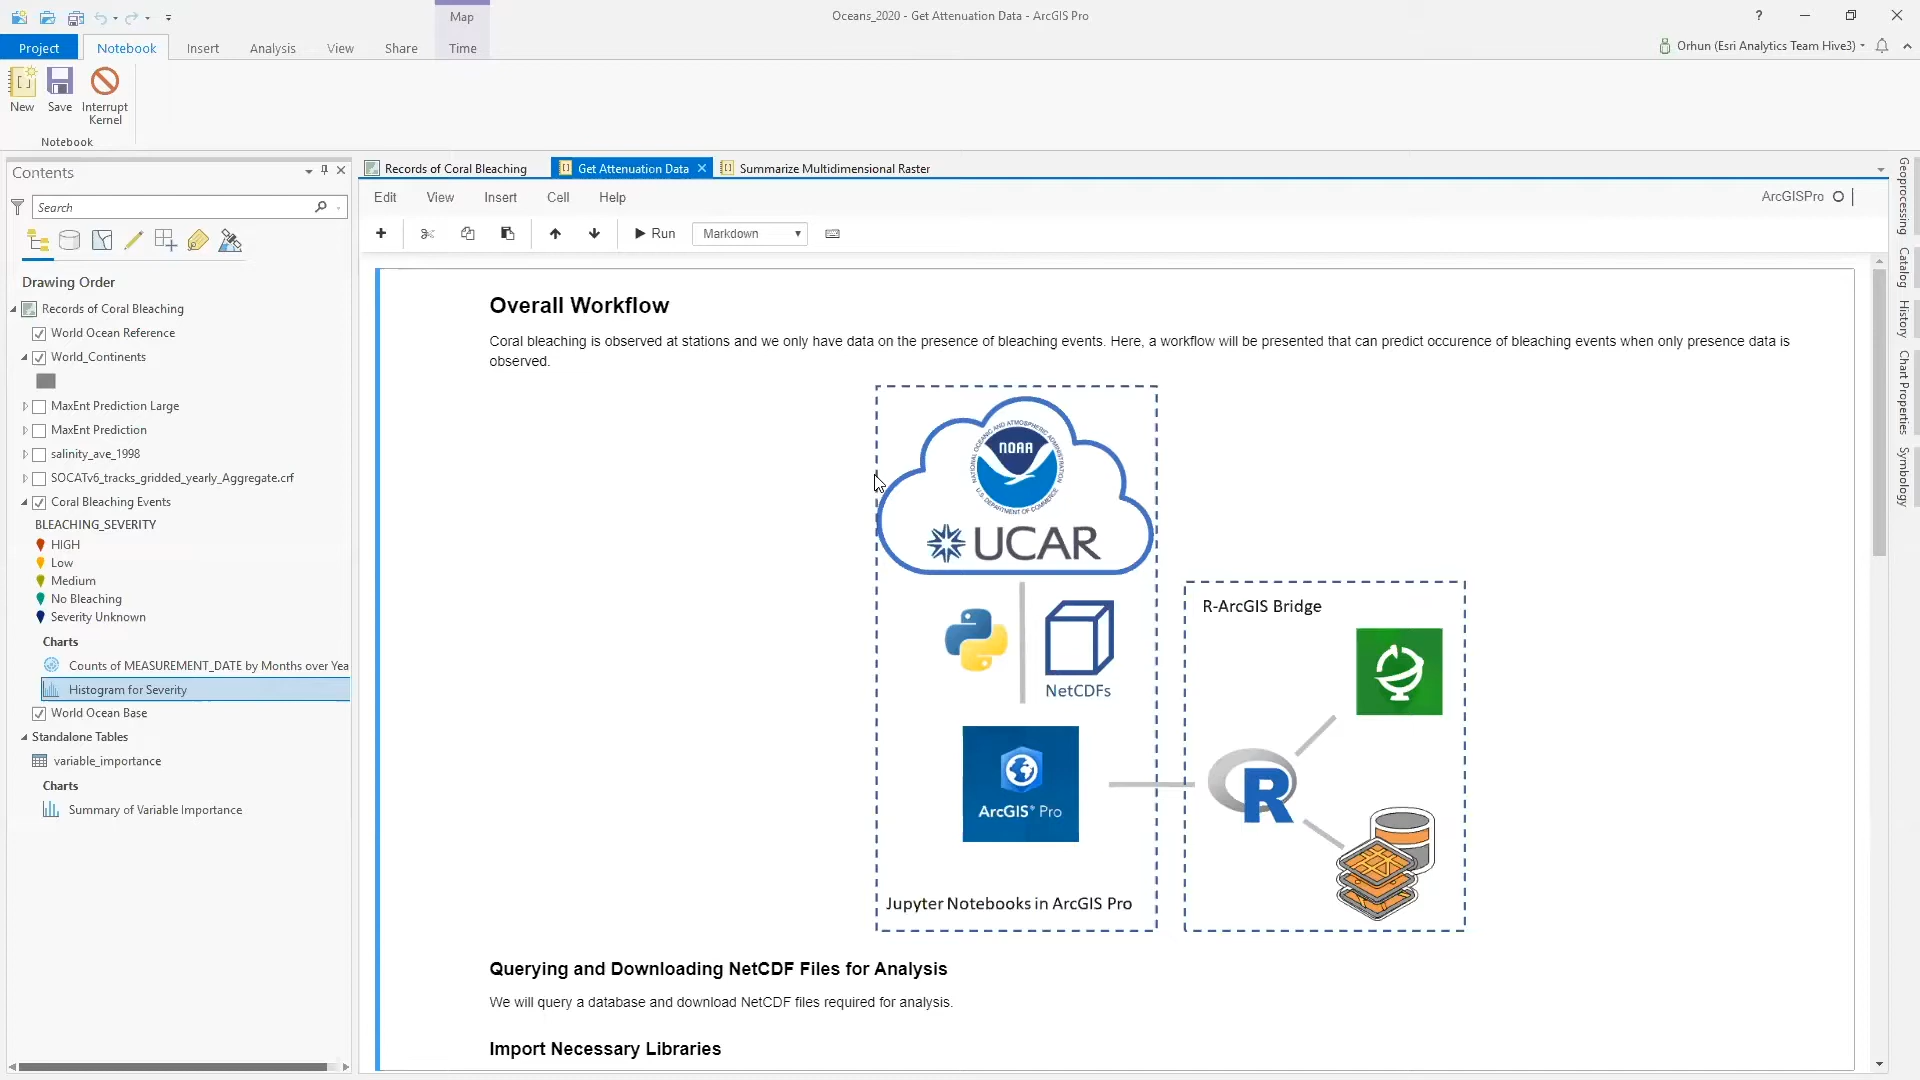 Map
Oceans_2020 - Get Attenuation Data - ArcGIS Pro
?
Project
Notebook
Insert
Analysis
View
Share
Time
Orhun (Esri Analytics Team Hive3)
New
Save
Interrupt
Kernel
Notebook
Contents
Search
Drawing Order
Records of Coral Bleaching
World Ocean Reference
World_Continents
MaxEnt Prediction Large
MaxEnt Prediction
salinity_ave_1998
SOCATv6_tracks_gridded_yearly_Aggregate.crf
Coral Bleaching Events
BLEACHING_SEVERITY
HIGH
Low
Medium
No Bleaching
Severity Unknown
Charts
Counts of MEASUREMENT_DATE by Months over Yea
Histogram for Severity
World Ocean Base
Standalone Tables
variable_importance
Charts
Summary of Variable Importance
Records of Coral Bleaching
Get Attenuation Data
Summarize Multidimensional Raster
Edit
View
Insert
Cell
Help
ArcGISPro
Run
Markdown
Overall Workflow
Coral bleaching is observed at stations and we only have data on the presence of bleaching events. Here, a workflow will be presented that can predict occurence of bleaching events when only presence data is
observed.
NATIONAL OCEANIC AND ATMOSPHERIC ADMINISTRATION
NOAA
U.S. DEPARTMENT OF COMMERCE
UCAR
NetCDFs
ArcGIS® Pro
Jupyter Notebooks in ArcGIS Pro
R-ArcGIS Bridge
R
Querying and Downloading NetCDF Files for Analysis
We will query a database and download NetCDF files required for analysis.
Import Necessary Libraries
Geoprocessing
Catalog
History
Chart Properties
Symbology